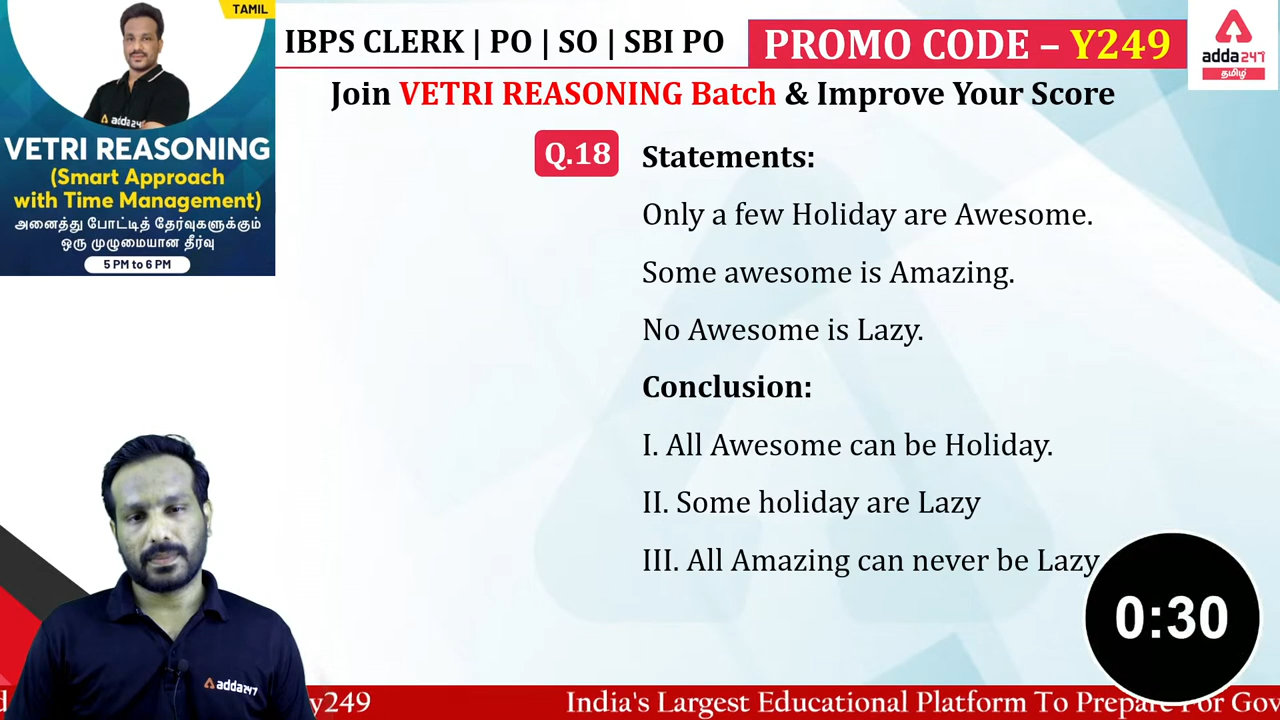 TAMIL
adda247
VETRI REASONING
(Smart Approach
with Time Management)
அனைத்து போட்டித் தேர்வுகளுக்கும்
ஒரு முழுமையான தீர்வு
5 PM to 6 PM
IBPS CLERK | PO | SO | SBI PO
PROMO CODE – Y249
adda247
தமிழ்
Join VETRI REASONING Batch & Improve Your Score
Q.18 Statements:
Only a few Holiday are Awesome.
Some awesome is Amazing.
No Awesome is Lazy.
Conclusion:
I. All Awesome can be Holiday.
II. Some holiday are Lazy
III. All Amazing can never be Lazy
0:30
adda247
y249 India's Largest Educational Platform To Prepare For Gov